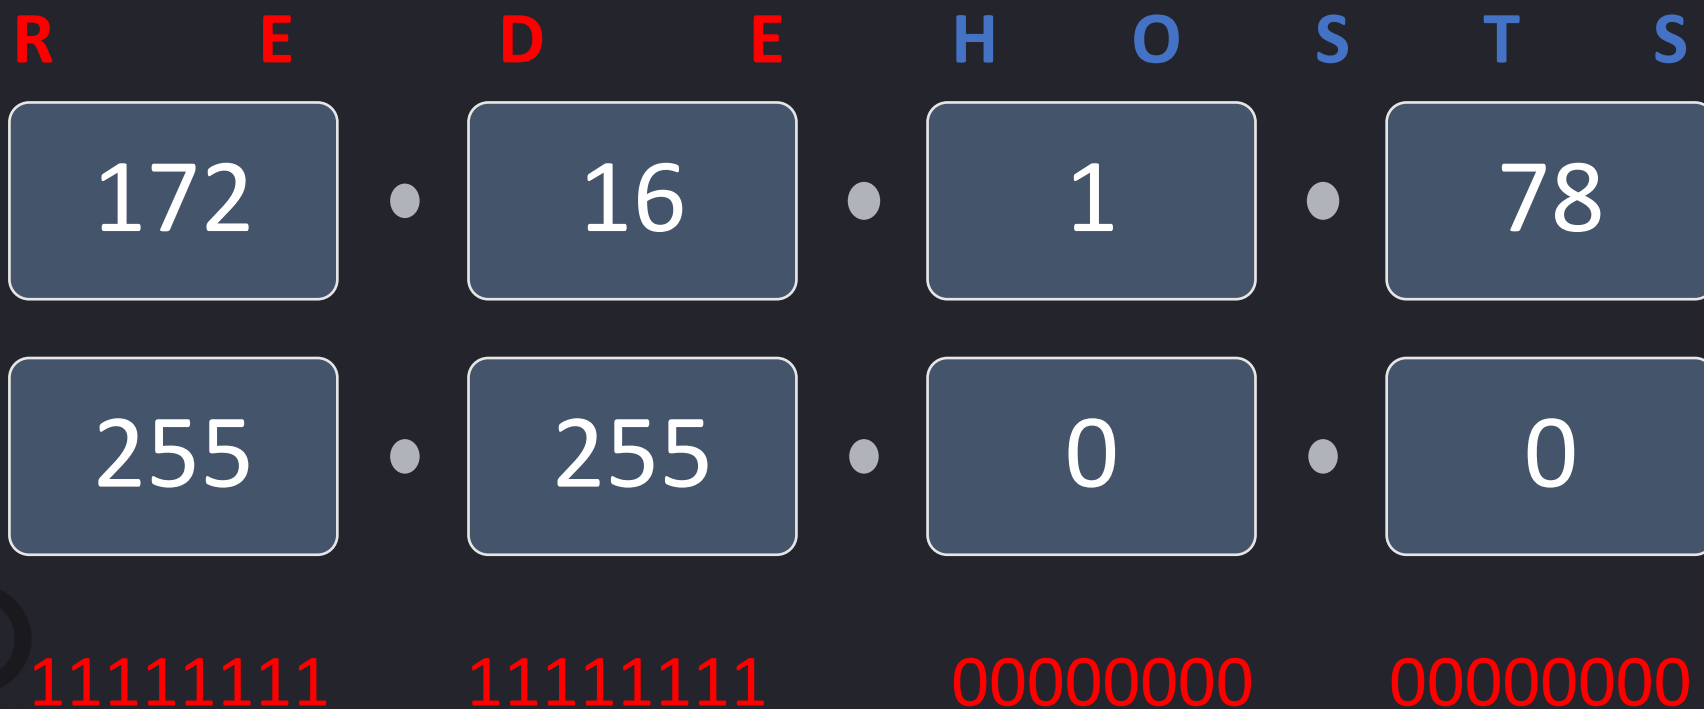 R E D E H O S T S
172 . 16 . 1 . 78
255 . 255 . 0 . 0
11111111 11111111 00000000 00000000